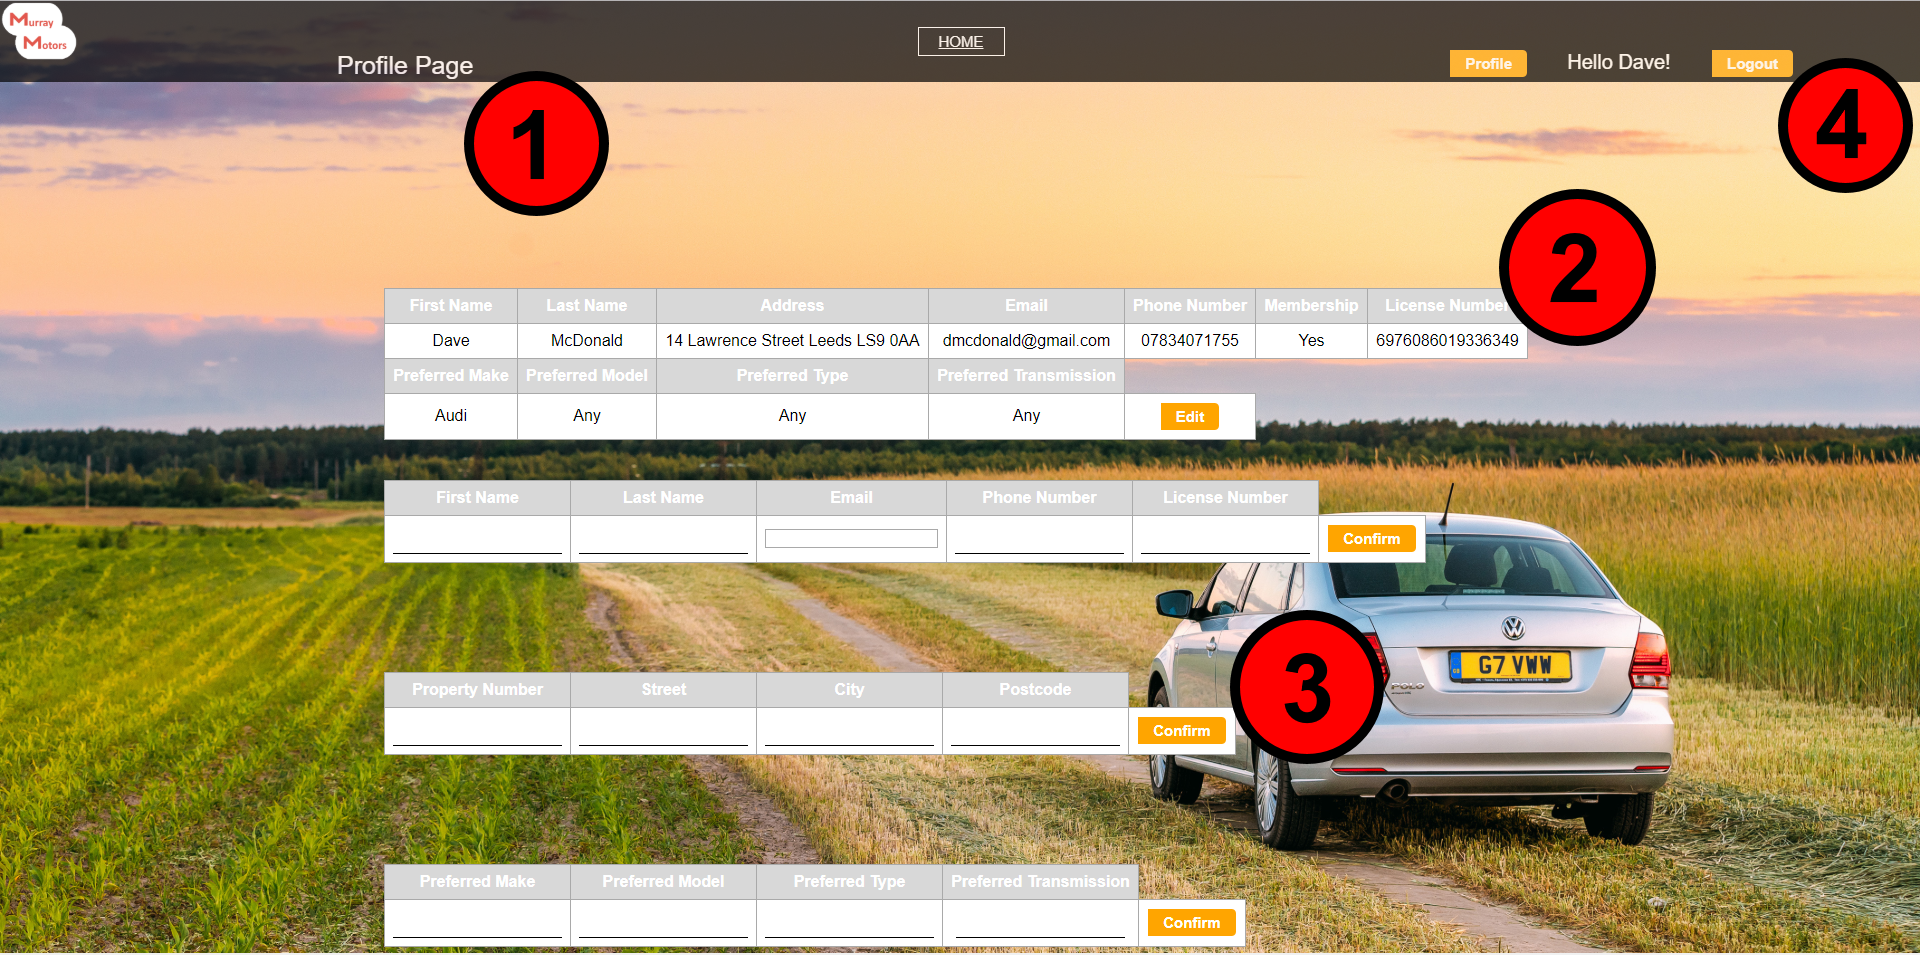 Murray
Motors
HOME
Profile Page
Profile
Hello Dave!
Logout
1
4
2
First Name Last Name Address Email Phone Number Membership License Number
Dave McDonald 14 Lawrence Street Leeds LS9 0AA dmcdonald@gmail.com 07834071755 Yes 6976086019336349
Preferred Make Preferred Model Preferred Type Preferred Transmission
Audi Any Any Any Edit
First Name Last Name Email Phone Number License Number
Confirm
G7 VWW
POLO
3
Property Number Street City Postcode
Confirm
Preferred Make Preferred Model Preferred Type Preferred Transmission
Confirm